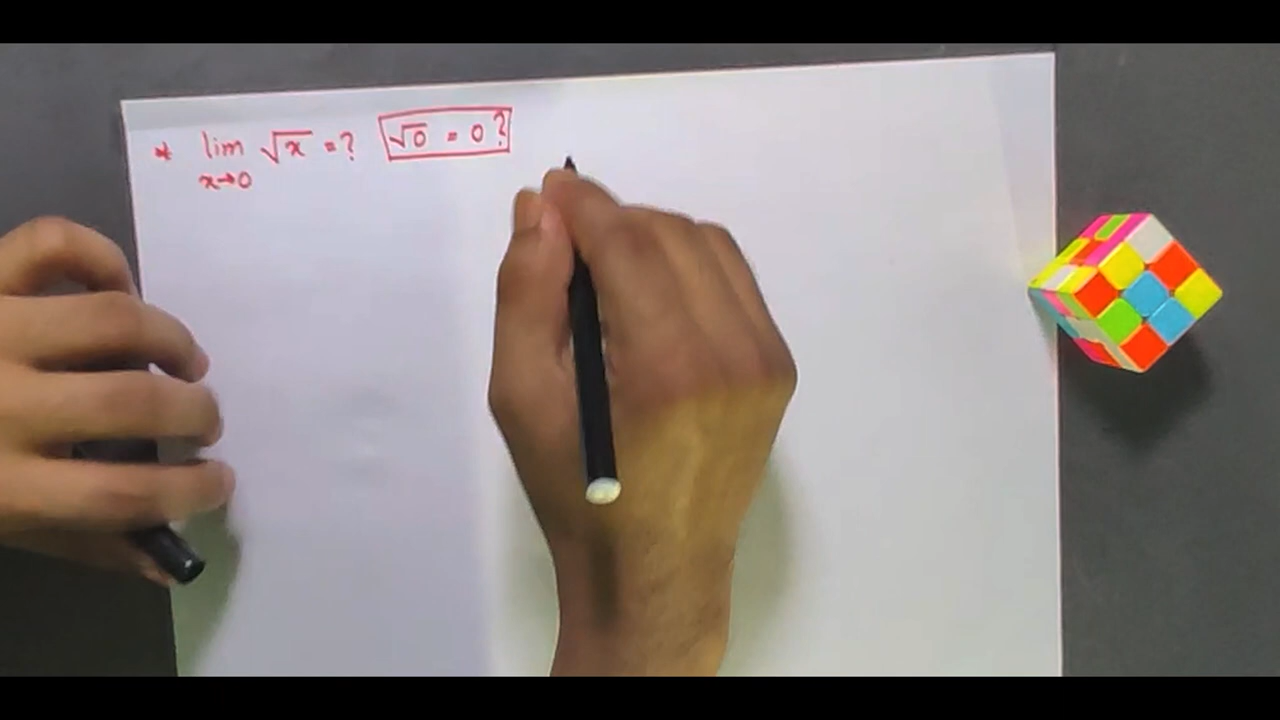 * lim √x = ? √0 = 0 ?
x→0